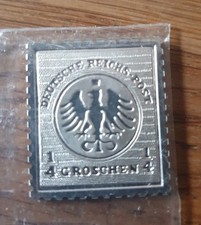 DEUTSCHE REICHS-POST
1/4 1/4
GROSCHEN